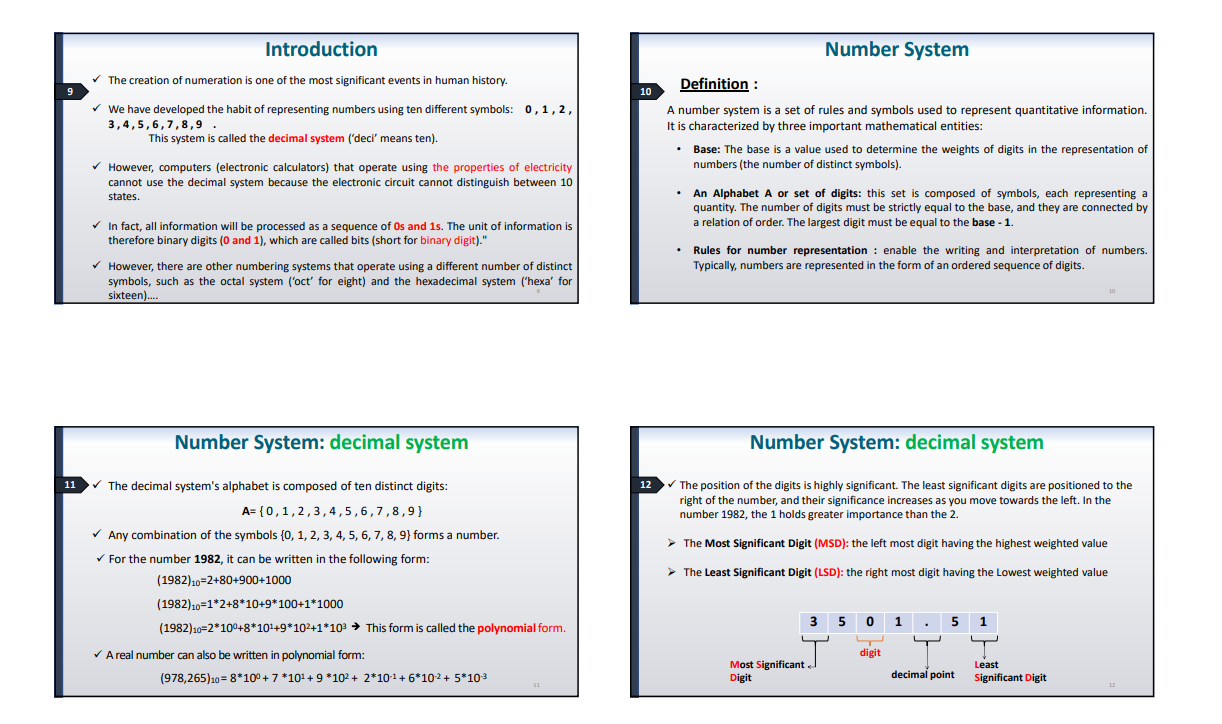 Introduction
9
✓ The creation of numeration is one of the most significant events in human history.
✓ We have developed the habit of representing numbers using ten different symbols: 0 , 1 , 2 ,
3 , 4 , 5 , 6 , 7 , 8 , 9 .
This system is called the decimal system ('deci' means ten).
✓ However, computers (electronic calculators) that operate using the properties of electricity
cannot use the decimal system because the electronic circuit cannot distinguish between 10
states.
✓ In fact, all information will be processed as a sequence of 0s and 1s. The unit of information is
therefore binary digits (0 and 1), which are called bits (short for binary digit)."
✓ However, there are other numbering systems that operate using a different number of distinct
symbols, such as the octal system ('oct' for eight) and the hexadecimal system ('hexa' for
sixteen)....
9
Number System
10
Definition :
A number system is a set of rules and symbols used to represent quantitative information.
It is characterized by three important mathematical entities:
• Base: The base is a value used to determine the weights of digits in the representation of
numbers (the number of distinct symbols).
• An Alphabet A or set of digits: this set is composed of symbols, each representing a
quantity. The number of digits must be strictly equal to the base, and they are connected by
a relation of order. The largest digit must be equal to the base - 1.
• Rules for number representation : enable the writing and interpretation of numbers.
Typically, numbers are represented in the form of an ordered sequence of digits.
10
Number System: decimal system
11
✓ The decimal system's alphabet is composed of ten distinct digits:
A= { 0 , 1 , 2 , 3 , 4 , 5 , 6 , 7 , 8 , 9 }
✓ Any combination of the symbols {0, 1, 2, 3, 4, 5, 6, 7, 8, 9} forms a number.
✓ For the number 1982, it can be written in the following form:
(1982)₁₀=2+80+900+1000
(1982)₁₀=1*2+8*10+9*100+1*1000
(1982)₁₀=2*10⁰+8*10¹+9*10²+1*10³ ➔ This form is called the polynomial form.
✓ A real number can also be written in polynomial form:
(978,265)₁₀= 8*10⁰ + 7 *10¹ + 9 *10² + 2*10⁻¹ + 6*10⁻² + 5*10⁻³
11
Number System: decimal system
12
✓ The position of the digits is highly significant. The least significant digits are positioned to the
right of the number, and their significance increases as you move towards the left. In the
number 1982, the 1 holds greater importance than the 2.
➢ The Most Significant Digit (MSD): the left most digit having the highest weighted value
➢ The Least Significant Digit (LSD): the right most digit having the Lowest weighted value
3 5 0 1 . 5 1
digit
Most Significant
Digit
decimal point
Least
Significant Digit
12